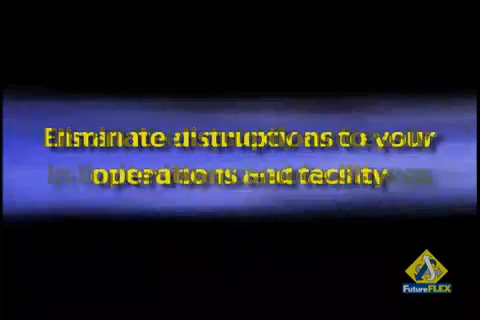 Eliminate disruptions to your
operations and facility
FutureFLEX